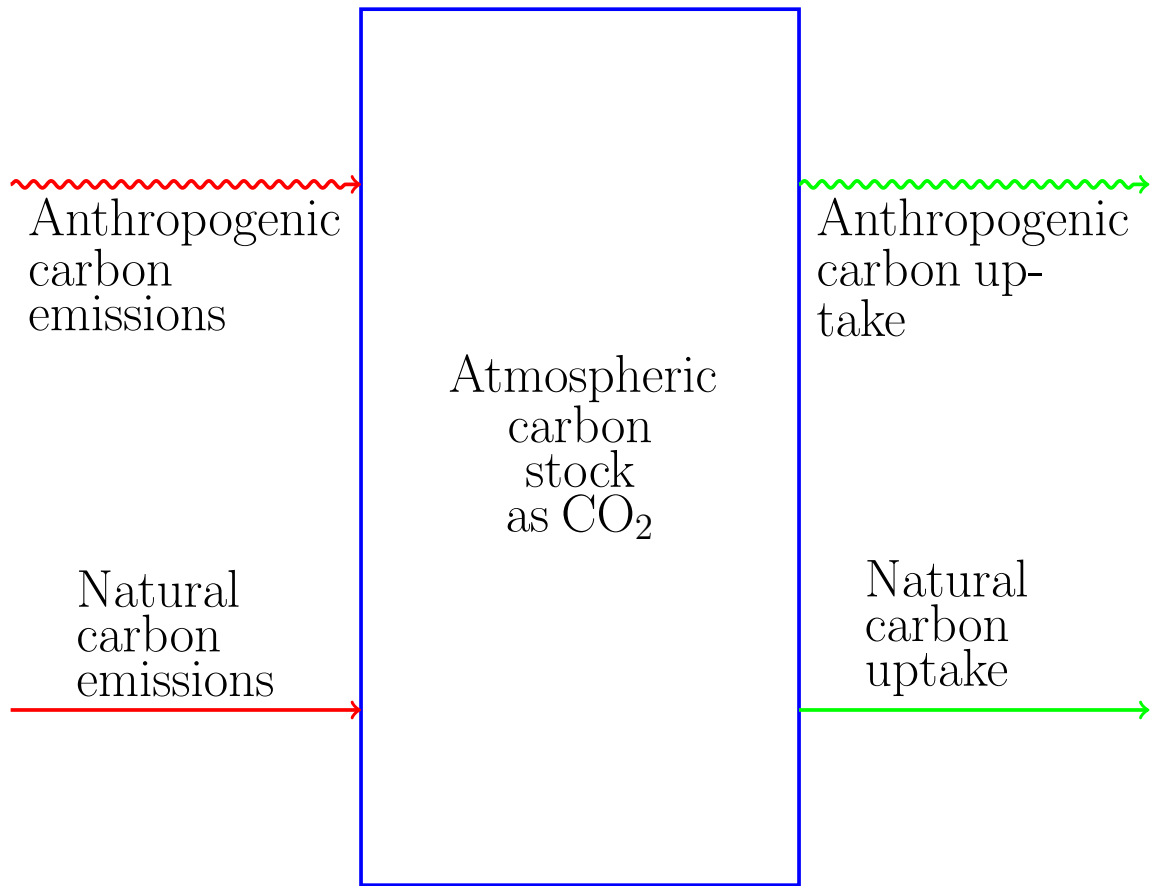 Anthropogenic
carbon
emissions
Anthropogenic
carbon up-
take
Atmospheric
carbon
stock
as CO₂
Natural
carbon
emissions
Natural
carbon
uptake